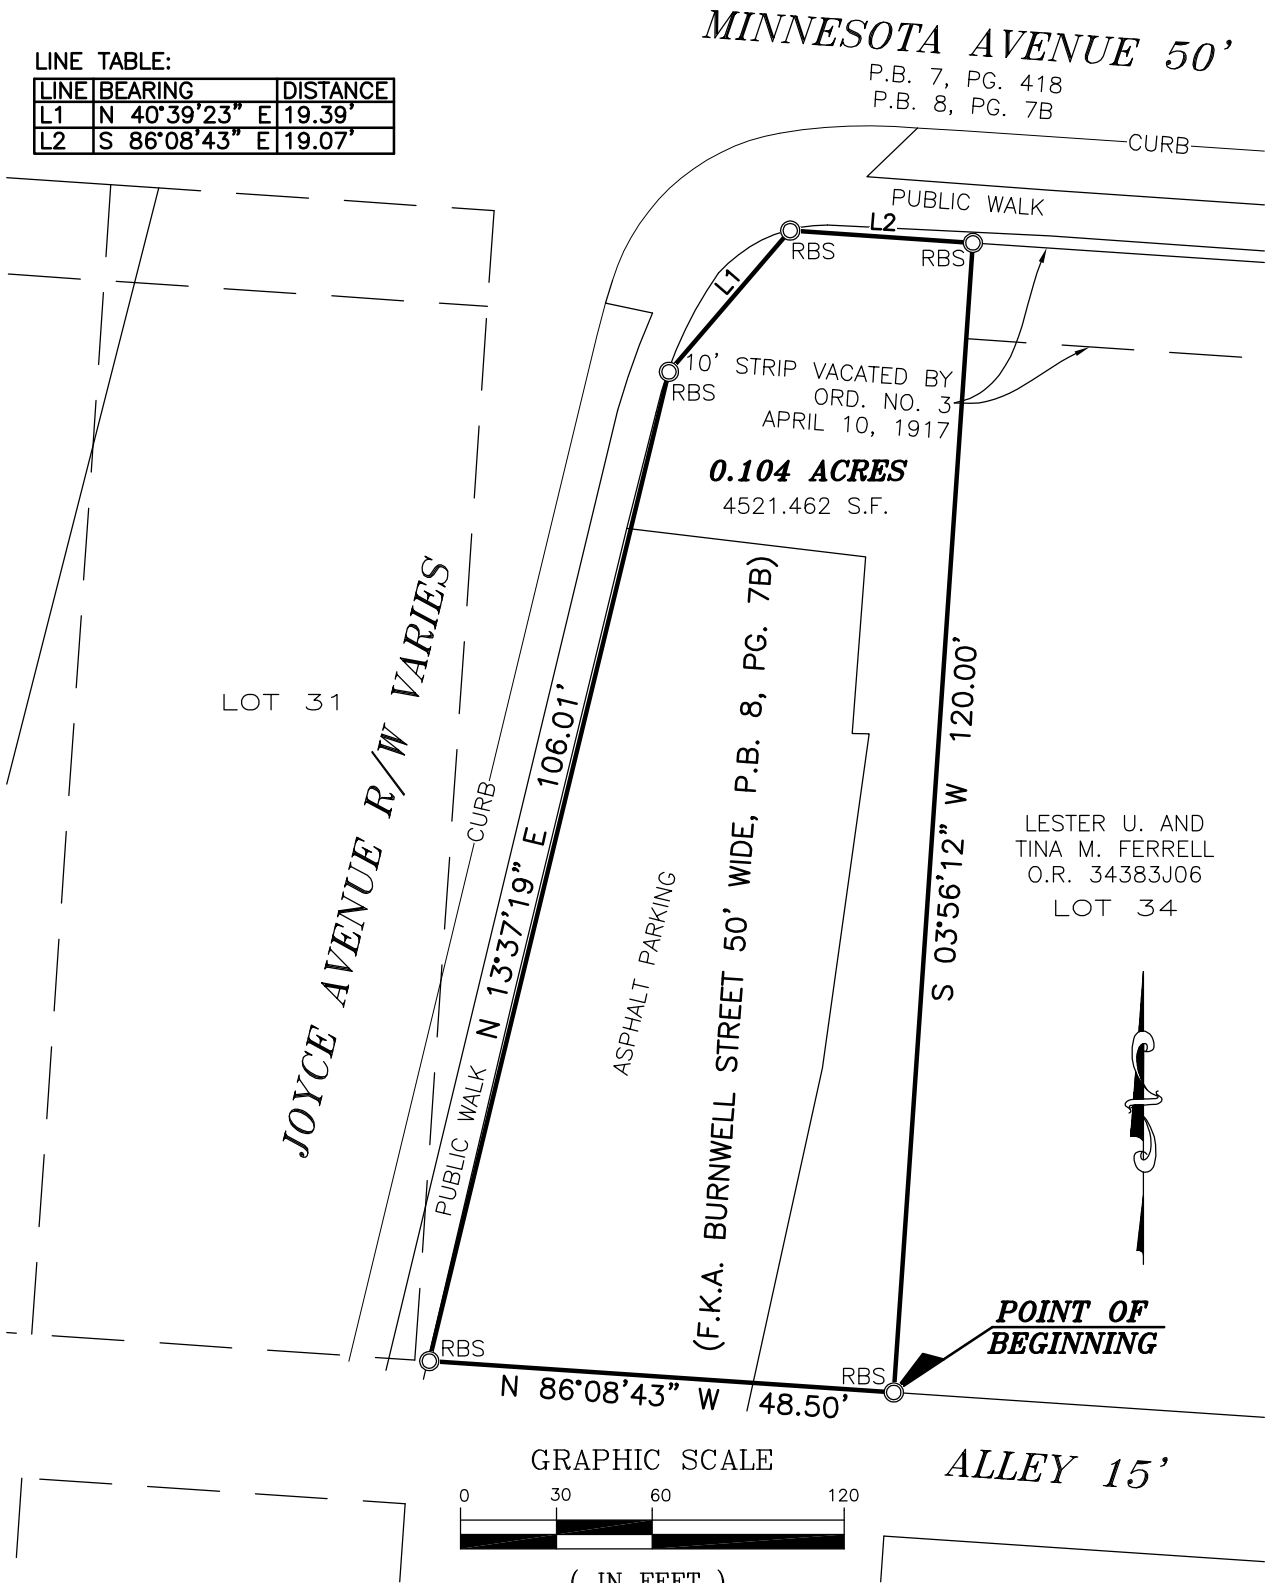 MINNESOTA AVENUE 50'
P.B. 7, PG. 418
P.B. 8, PG. 7B
LINE TABLE:
LINE BEARING DISTANCE
L1 N 40°39'23" E 19.39'
L2 S 86°08'43" E 19.07'
CURB
PUBLIC WALK
L2
RBS
RBS
L1
RBS
10' STRIP VACATED BY
ORD. NO. 3
APRIL 10, 1917
0.104 ACRES
4521.462 S.F.
LOT 31
JOYCE AVENUE R/W VARIES
CURB
PUBLIC WALK
N 13°37'19" E 106.01'
ASPHALT PARKING
(F.K.A. BURNWELL STREET 50' WIDE, P.B. 8, PG. 7B)
S 03°56'12" W 120.00'
LESTER U. AND
TINA M. FERRELL
O.R. 34383J06
LOT 34
POINT OF
BEGINNING
RBS
RBS
N 86°08'43" W 48.50'
ALLEY 15'
GRAPHIC SCALE
0 30 60 120
( IN FEET )